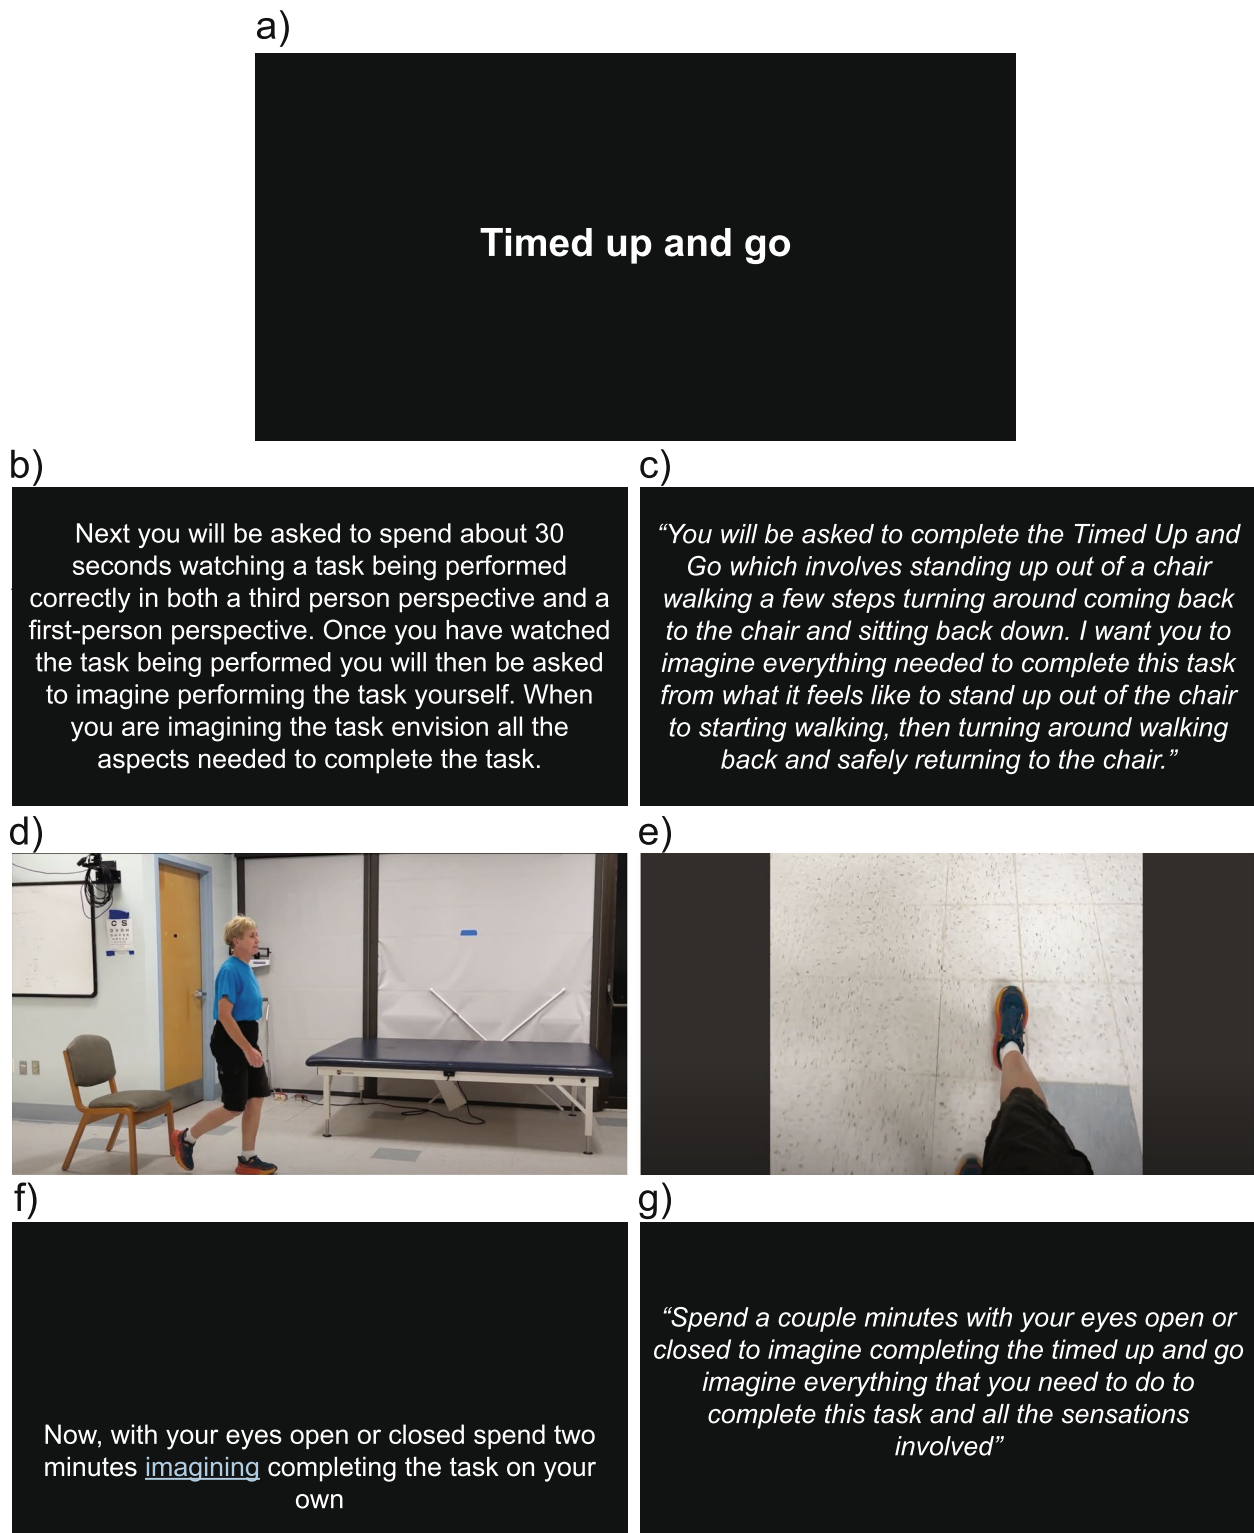 a)
Timed up and go
b)
Next you will be asked to spend about 30
seconds watching a task being performed
correctly in both a third person perspective and a
first-person perspective. Once you have watched
the task being performed you will then be asked
to imagine performing the task yourself. When
you are imagining the task envision all the
aspects needed to complete the task.
c)
“You will be asked to complete the Timed Up and
Go which involves standing up out of a chair
walking a few steps turning around coming back
to the chair and sitting back down. I want you to
imagine everything needed to complete this task
from what it feels like to stand up out of the chair
to starting walking, then turning around walking
back and safely returning to the chair.”
d)
C S
e)
f)
Now, with your eyes open or closed spend two
minutes imagining completing the task on your
own
g)
“Spend a couple minutes with your eyes open or
closed to imagine completing the timed up and go
imagine everything that you need to do to
complete this task and all the sensations
involved”